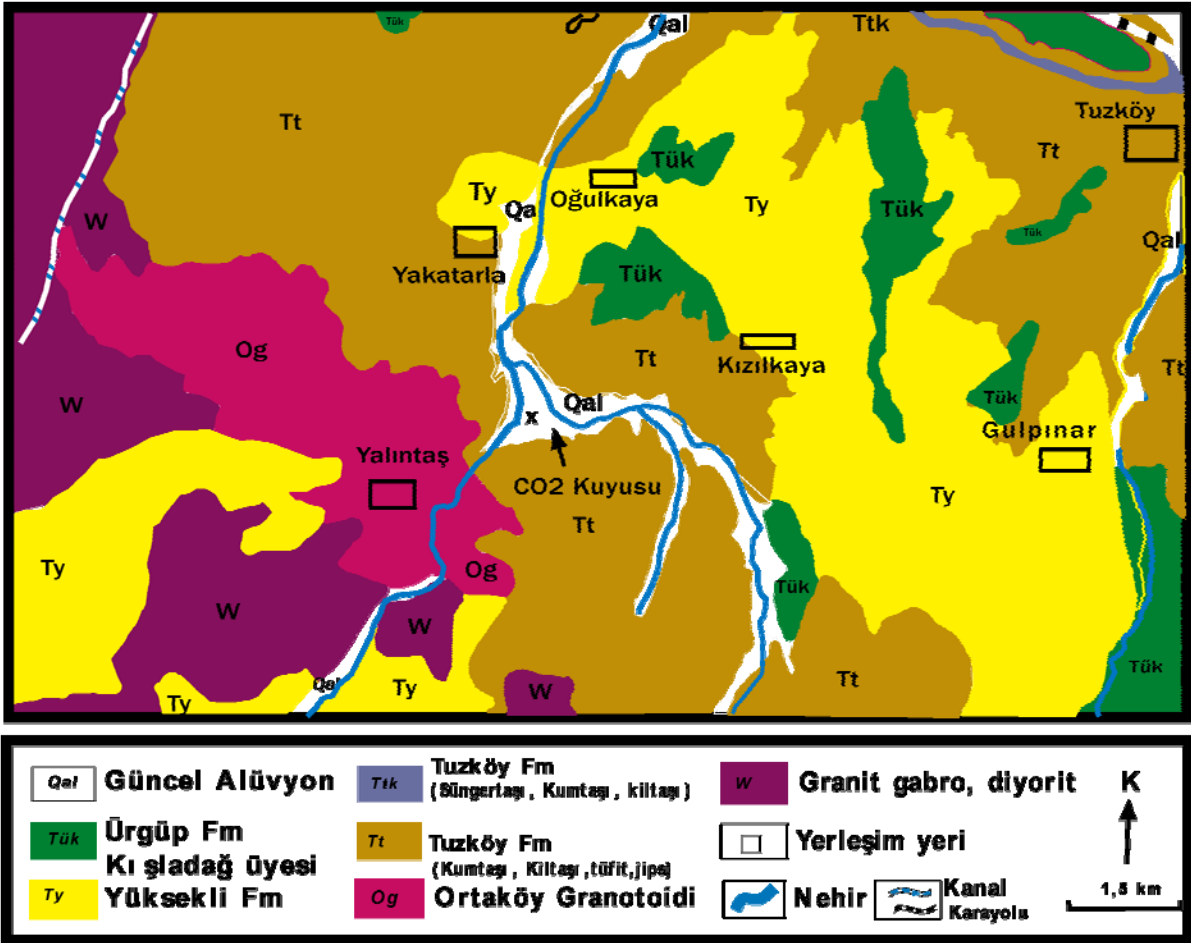 Tük
Qal
Ttk
Tt
Tuzköy
Tt
Tük
Ty
Oğulkaya
Ty
Tük
W
Qa
Tük
Qal
Yakatarla
Tük
Og
Tt
Kızılkaya
Tt
W
Qal
x
Tük
Yalıntaş
Gulpınar
CO2 Kuyusu
Ty
Tt
Ty
Og
Tük
W
W
Tük
Qal
Ty
W
Tt
Ty
Qal Güncel Alüvyon
Tük Ürgüp Fm
Kı şladağ üyesi
Ty Yüksekli Fm
Ttk Tuzköy Fm
(Süngertaşı, Kumtaşı, kiltaşı)
Tt Tuzköy Fm
(Kumtaşı, Kiltaşı,tüfit,jips)
Og Ortaköy Granotoidi
W Granit gabro, diyorit
Yerleşim yeri
Nehir
Kanal
Karayolu
K
1,5 km